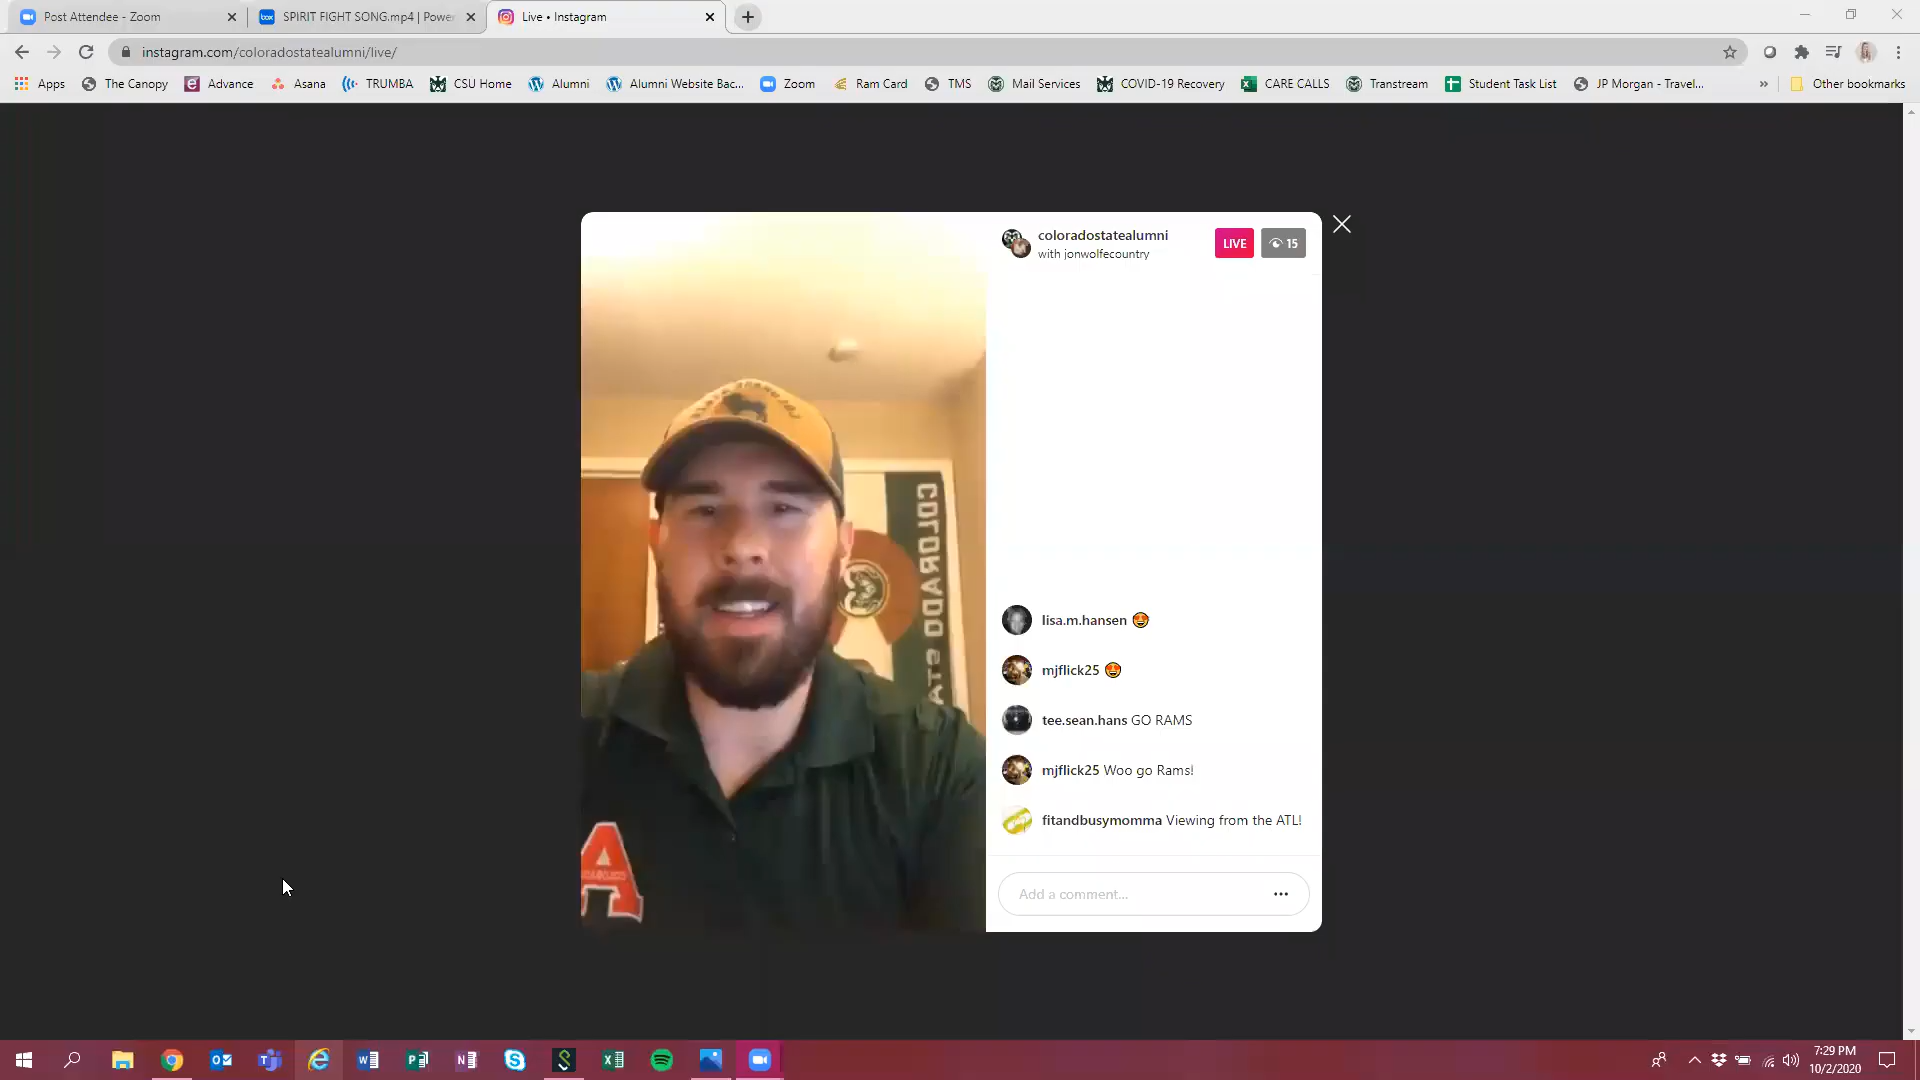 Post Attendee - Zoom
SPIRIT FIGHT SONG.mp4 | Power
Live • Instagram
instagram.com/coloradostatealumni/live/
Apps
The Canopy
Advance
Asana
TRUMBA
CSU Home
Alumni
Alumni Website Bac...
Zoom
Ram Card
TMS
Mail Services
COVID-19 Recovery
CARE CALLS
Transtream
Student Task List
JP Morgan - Travel...
»
Other bookmarks
coloradostatealumni
with jonwolfecountry
LIVE
15
COLORADO STA
A
lisa.m.hansen 🤩
mjflick25 🤩
tee.sean.hans GO RAMS
mjflick25 Woo go Rams!
fitandbusymomma Viewing from the ATL!
Add a comment...
7:29 PM
10/2/2020